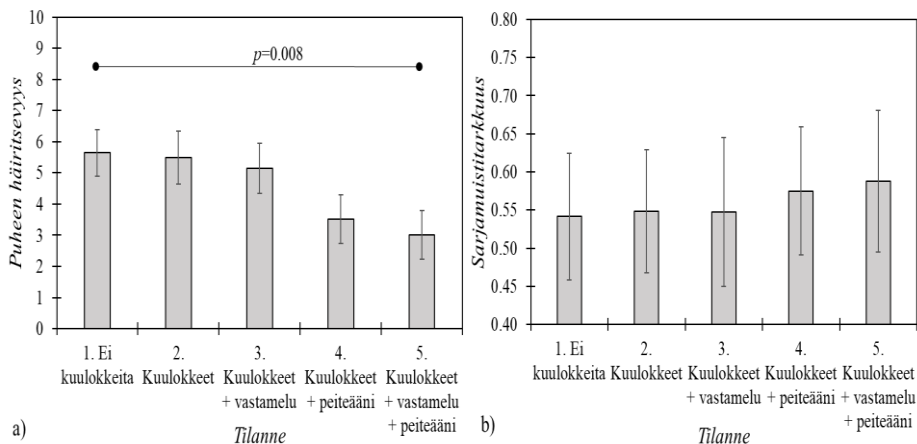 10
9
8
7
6
5
4
3
2
1
0
Puheen häiritsevyys
p=0.008
1. Ei kuulokkeita
2. Kuulokkeet
3. Kuulokkeet + vastamelu
4. Kuulokkeet + peiteääni
5. Kuulokkeet + vastamelu + peiteääni
a)
Tilanne
0.80
0.75
0.70
0.65
0.60
0.55
0.50
0.45
0.40
Sarjamuistitarkkuus
1. Ei kuulokkeita
2. Kuulokkeet
3. Kuulokkeet + vastamelu
4. Kuulokkeet + peiteääni
5. Kuulokkeet + vastamelu + peiteääni
b)
Tilanne